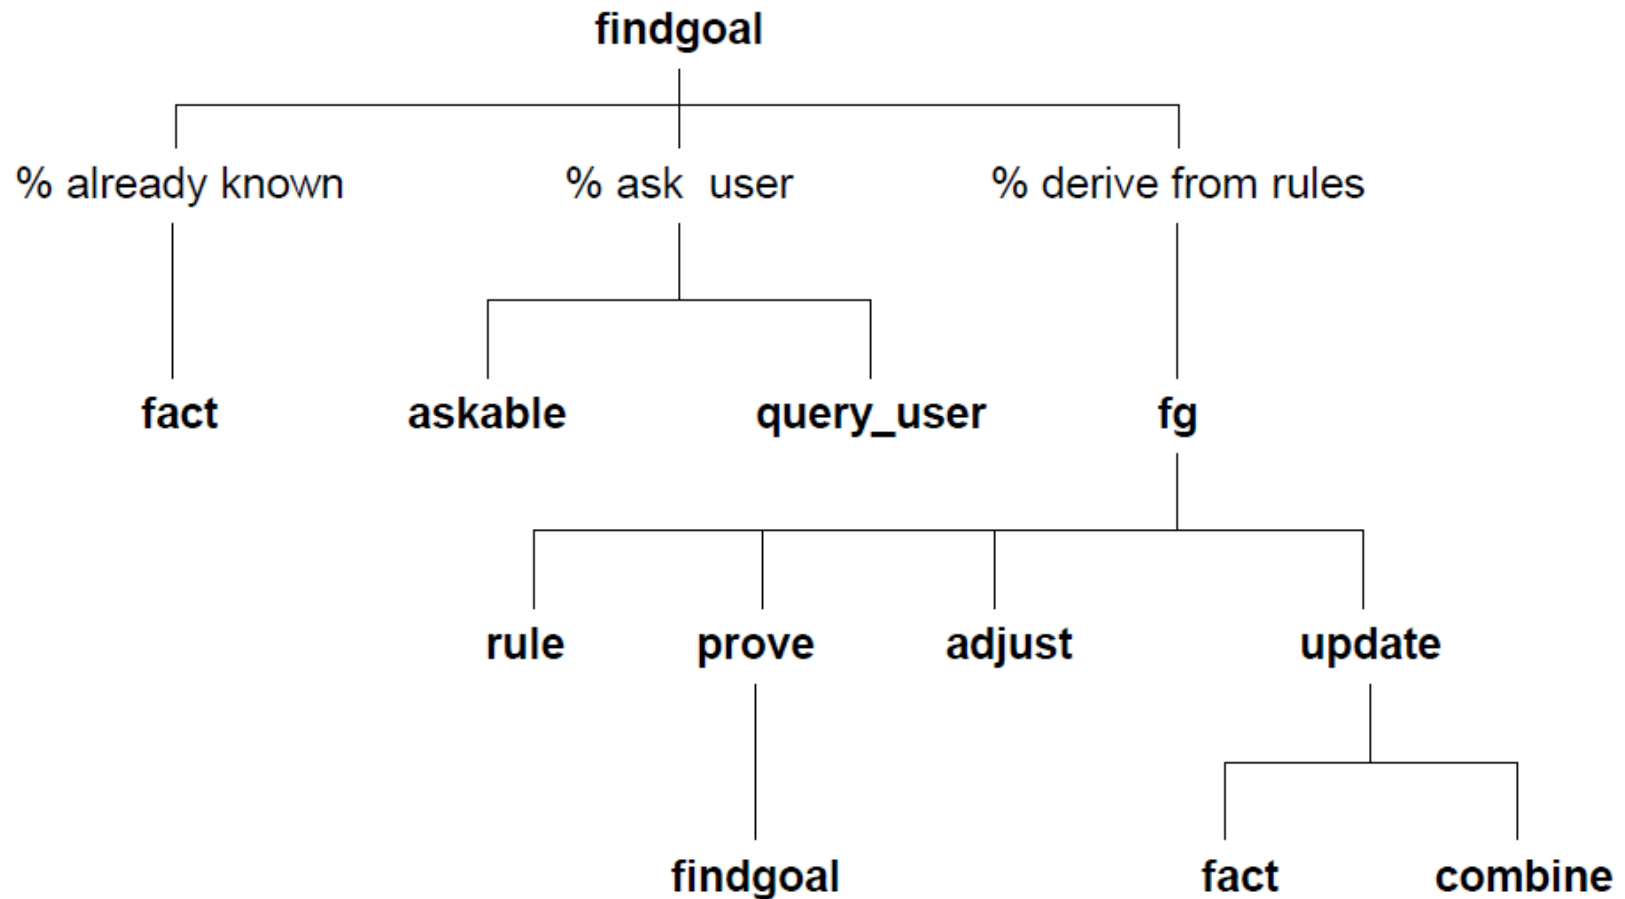 findgoal
% already known
% ask user
% derive from rules
fact
askable
query_user
fg
rule
prove
adjust
update
findgoal
fact
combine